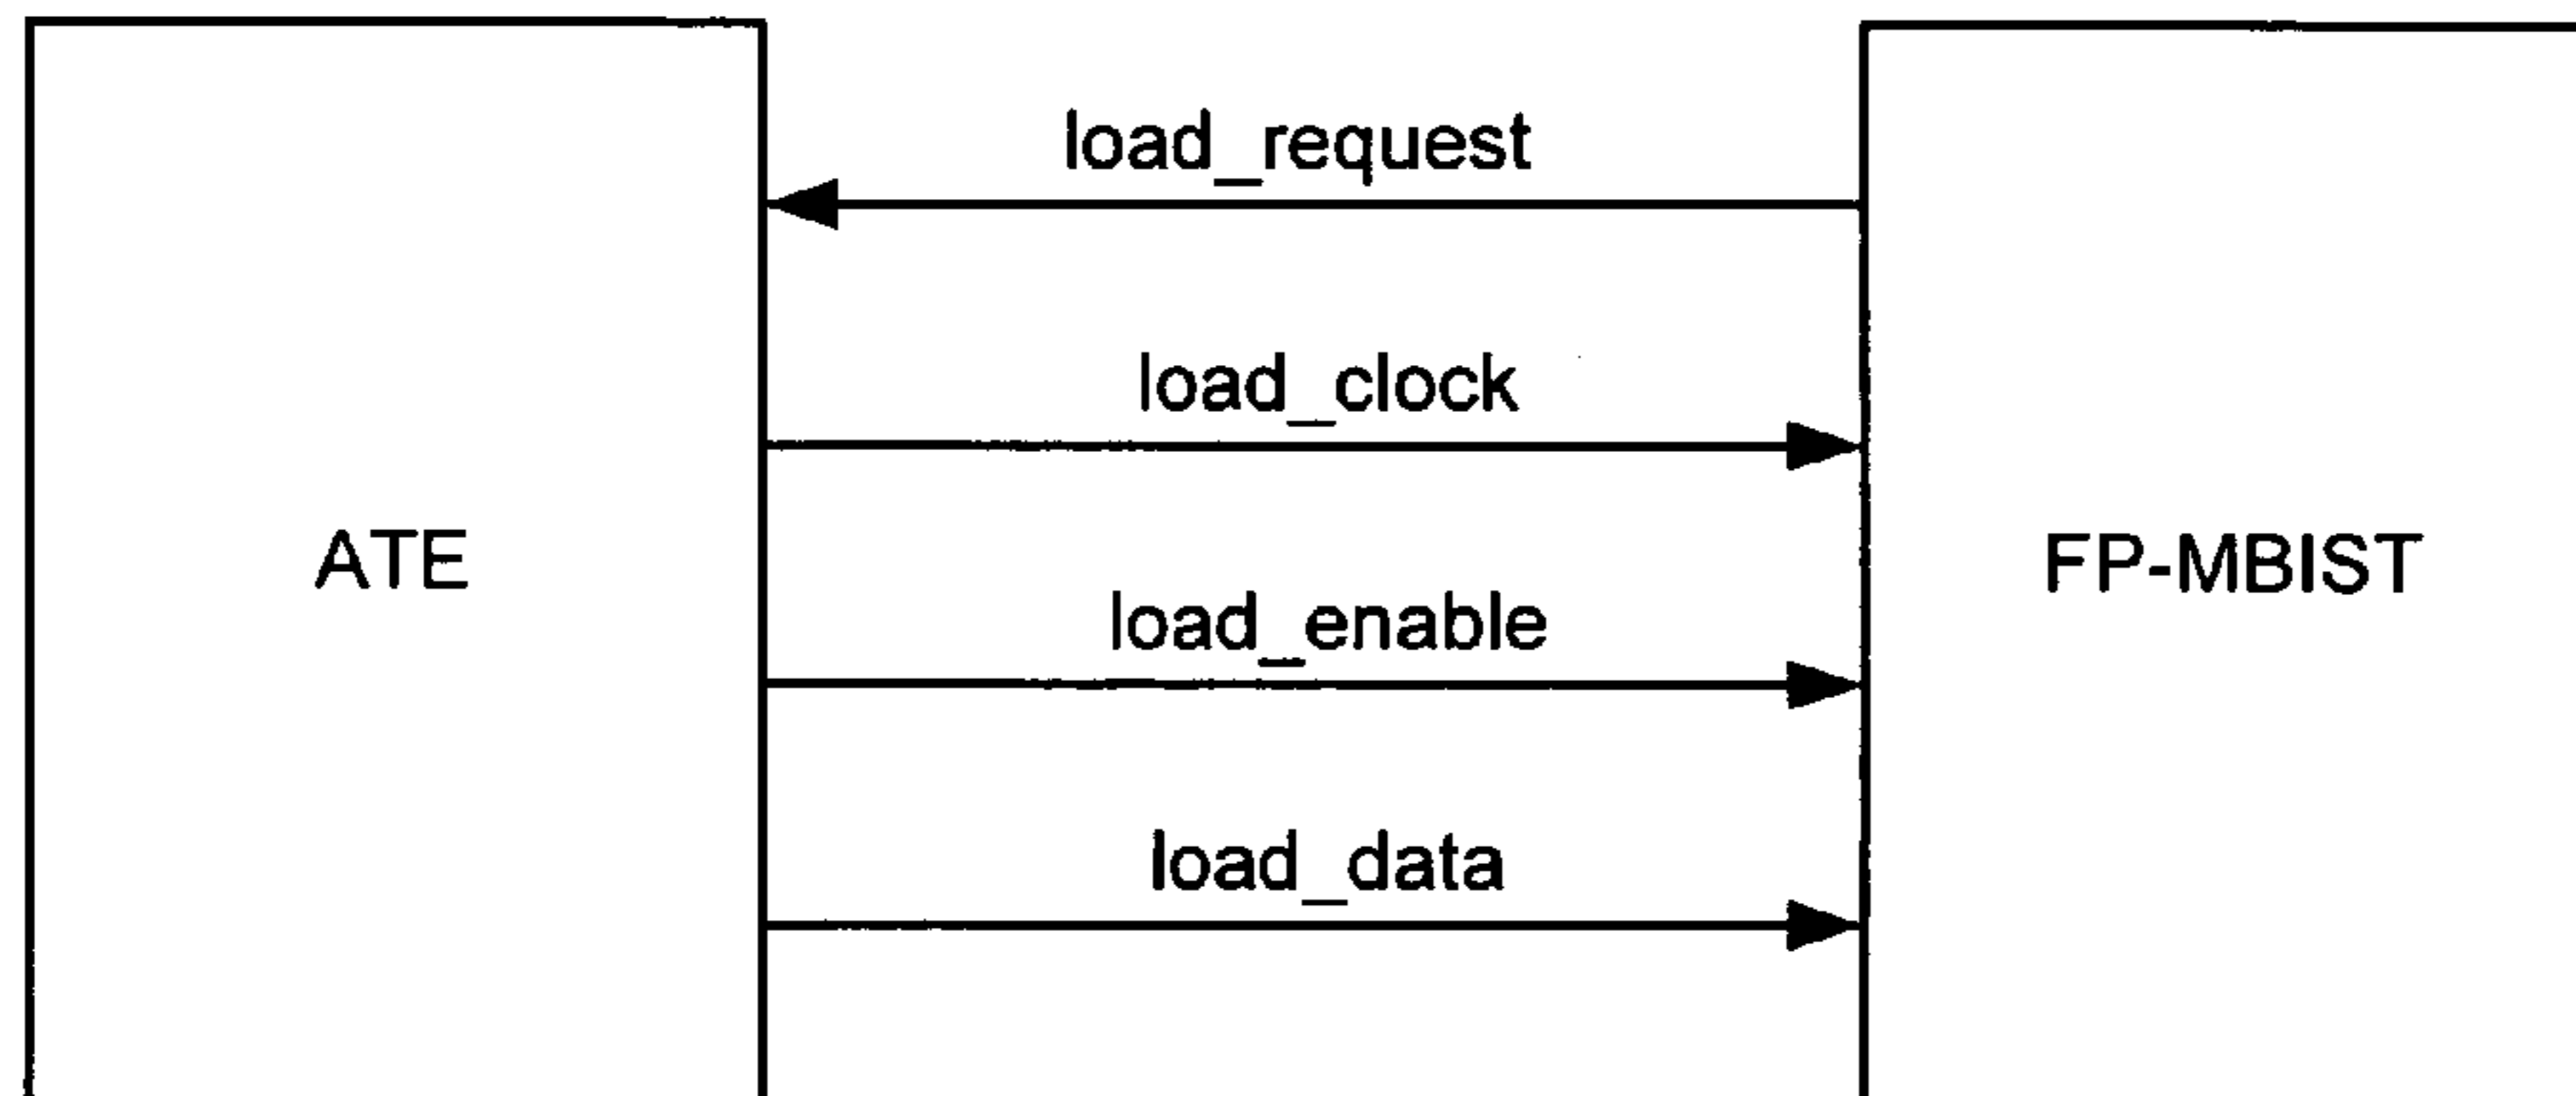 load_request
load_clock
ATE
FP-MBIST
load_enable
load_data